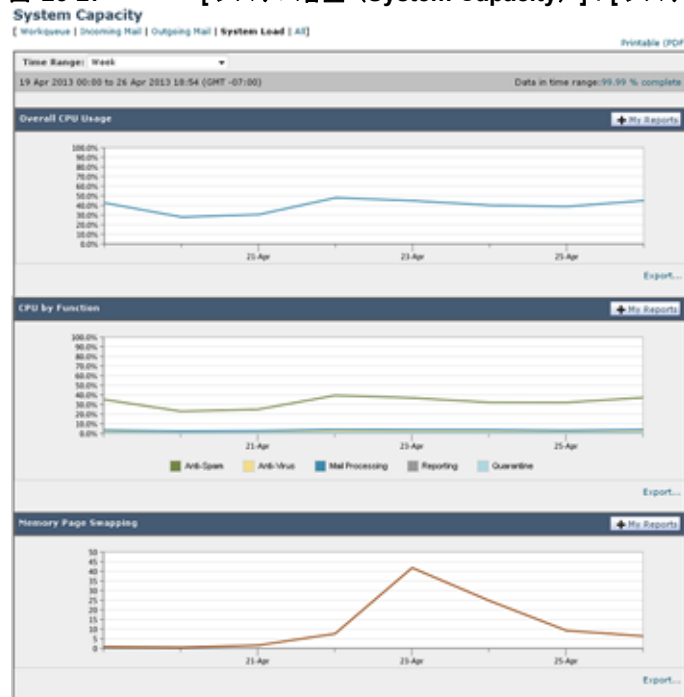 System Capacity
[ Workqueue | Incoming Mail | Outgoing Mail | System Load | All]
Printable (PDF
Time Range: Week
19 Apr 2013 00:00 to 26 Apr 2013 18:54 (GMT -07:00)
Data in time range:99.99 % complete
Overall CPU Usage
My Reports
100.0%
90.0%
80.0%
70.0%
60.0%
50.0%
40.0%
30.0%
20.0%
10.0%
0.0%
21-Apr 23-Apr 25-Apr
Export...
CPU by Function
My Reports
100.0%
90.0%
80.0%
70.0%
60.0%
50.0%
40.0%
30.0%
20.0%
10.0%
0.0%
21-Apr 23-Apr 25-Apr
Anti-Spam Anti-Virus Mail Processing Reporting Quarantine
Export...
Memory Page Swapping
My Reports
50
45
40
35
30
25
20
15
10
5
0
21-Apr 23-Apr 25-Apr
Export...